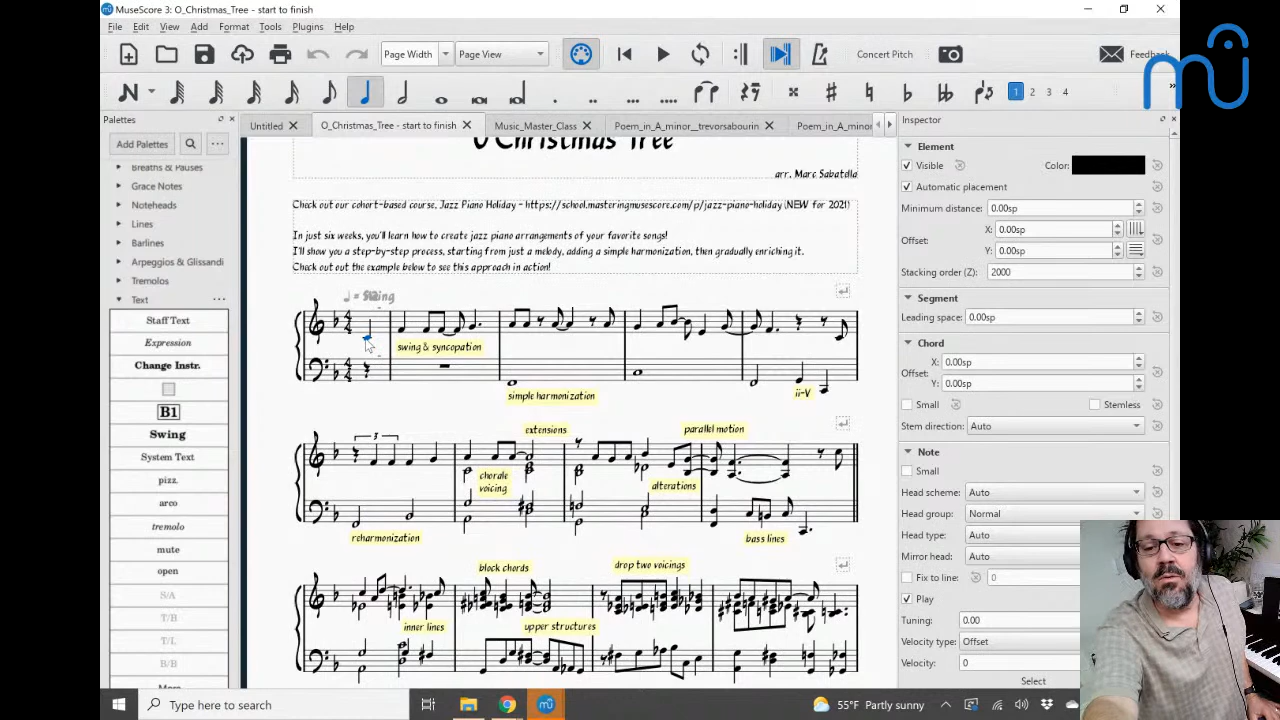 MuseScore 3: O_Christmas_Tree - start to finish
File Edit View Add Format Tools Plugins Help
Page Width Page View Concert Pitch Feedback
1 2 3 4
Palettes
Untitled O_Christmas_Tree - start to finish Music_Master_Class Poem_in_A_minor__trevorsabourin Poem_in_A_minor
Inspector
Add Palettes
Breaths & Pauses
Grace Notes
Noteheads
Lines
Barlines
Arpeggios & Glissandi
Tremolos
Text
Staff Text
Expression
Change Instr.
B1
Swing
System Text
pizz.
arco
tremolo
mute
open
S/A
T/B
T/L
B/B
More
O Christmas Tree
arr. Marc Sabatella
Check out our cohort-based course, Jazz Piano Holiday - https://school.masteringmusescore.com/p/jazz-piano-holiday (NEW for 2021)
In just six weeks, you'll learn how to create jazz piano arrangements of your favorite songs!
I'll show you a step-by-step process, starting from just a melody, adding a simple harmonization, then gradually enriching it.
Check out out the example below to see this approach in action!
swing & syncopation
simple harmonization
ii-V
3
extensions
parallel motion
chorale
voicing
alterations
reharmonization
bass lines
block chords
drop two voicings
inner lines
upper structures
Element
Visible Color:
Automatic placement
Minimum distance: 0.00sp
Offset:
X: 0.00sp
Y: 0.00sp
Stacking order (Z): 2000
Segment
Leading space: 0.00sp
Chord
Offset:
X: 0.00sp
Y: 0.00sp
Small Stemless
Stem direction: Auto
Note
Small
Head scheme: Auto
Head group: Normal
Head type: Auto
Mirror head: Auto
Fix to line: 0
Play
Tuning: 0.00
Velocity type: Offset
Velocity: 0
Select
Type here to search
55°F Partly sunny